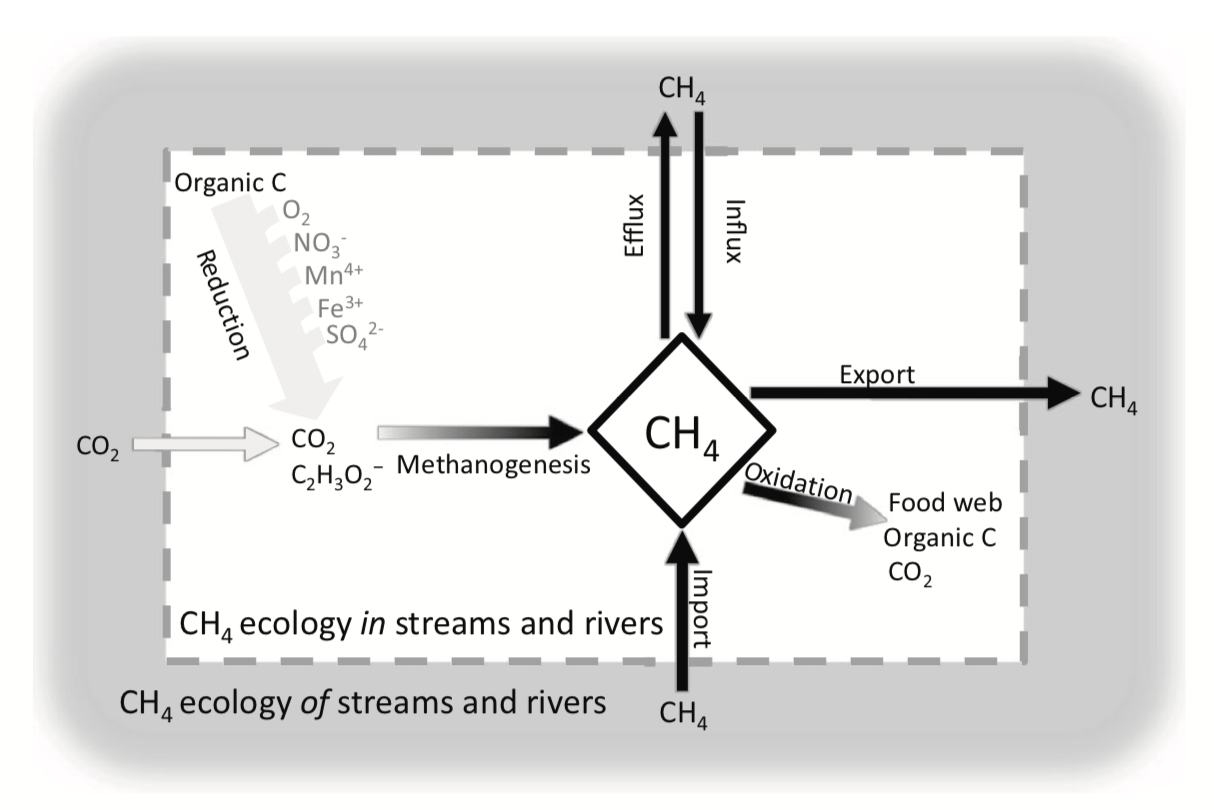 CH₄
Efflux
Influx
Organic C
O₂
NO₃⁻
Mn⁴⁺
Fe³⁺
SO₄²⁻
Reduction
Export
CH₄
CO₂
CO₂
C₂H₃O₂⁻
Methanogenesis
CH₄
Oxidation
Food web
Organic C
CO₂
Import
CH₄ ecology in streams and rivers
CH₄ ecology of streams and rivers
CH₄